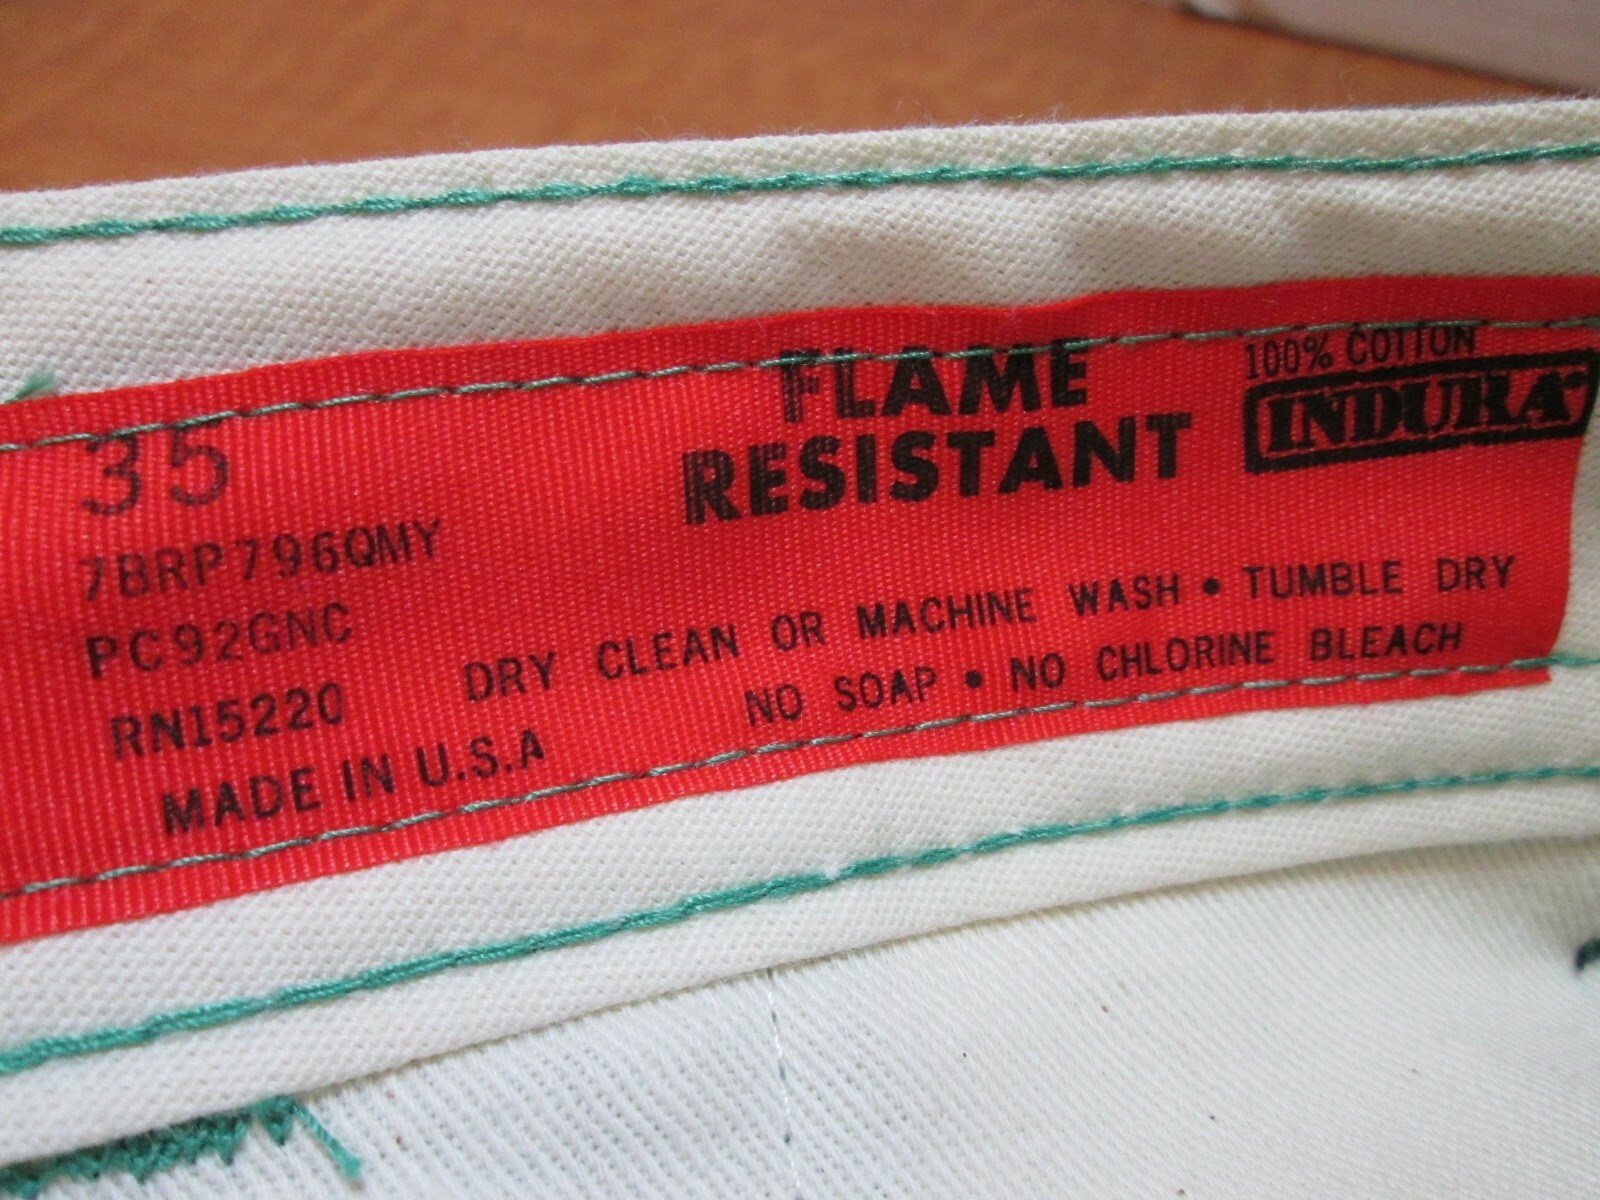 35
7BRP796QMY
PC92GNC
RN15220
MADE IN U.S.A
FLAME
RESISTANT
100% COTTON
INDURA
DRY CLEAN OR MACHINE WASH • TUMBLE DRY
NO SOAP • NO CHLORINE BLEACH